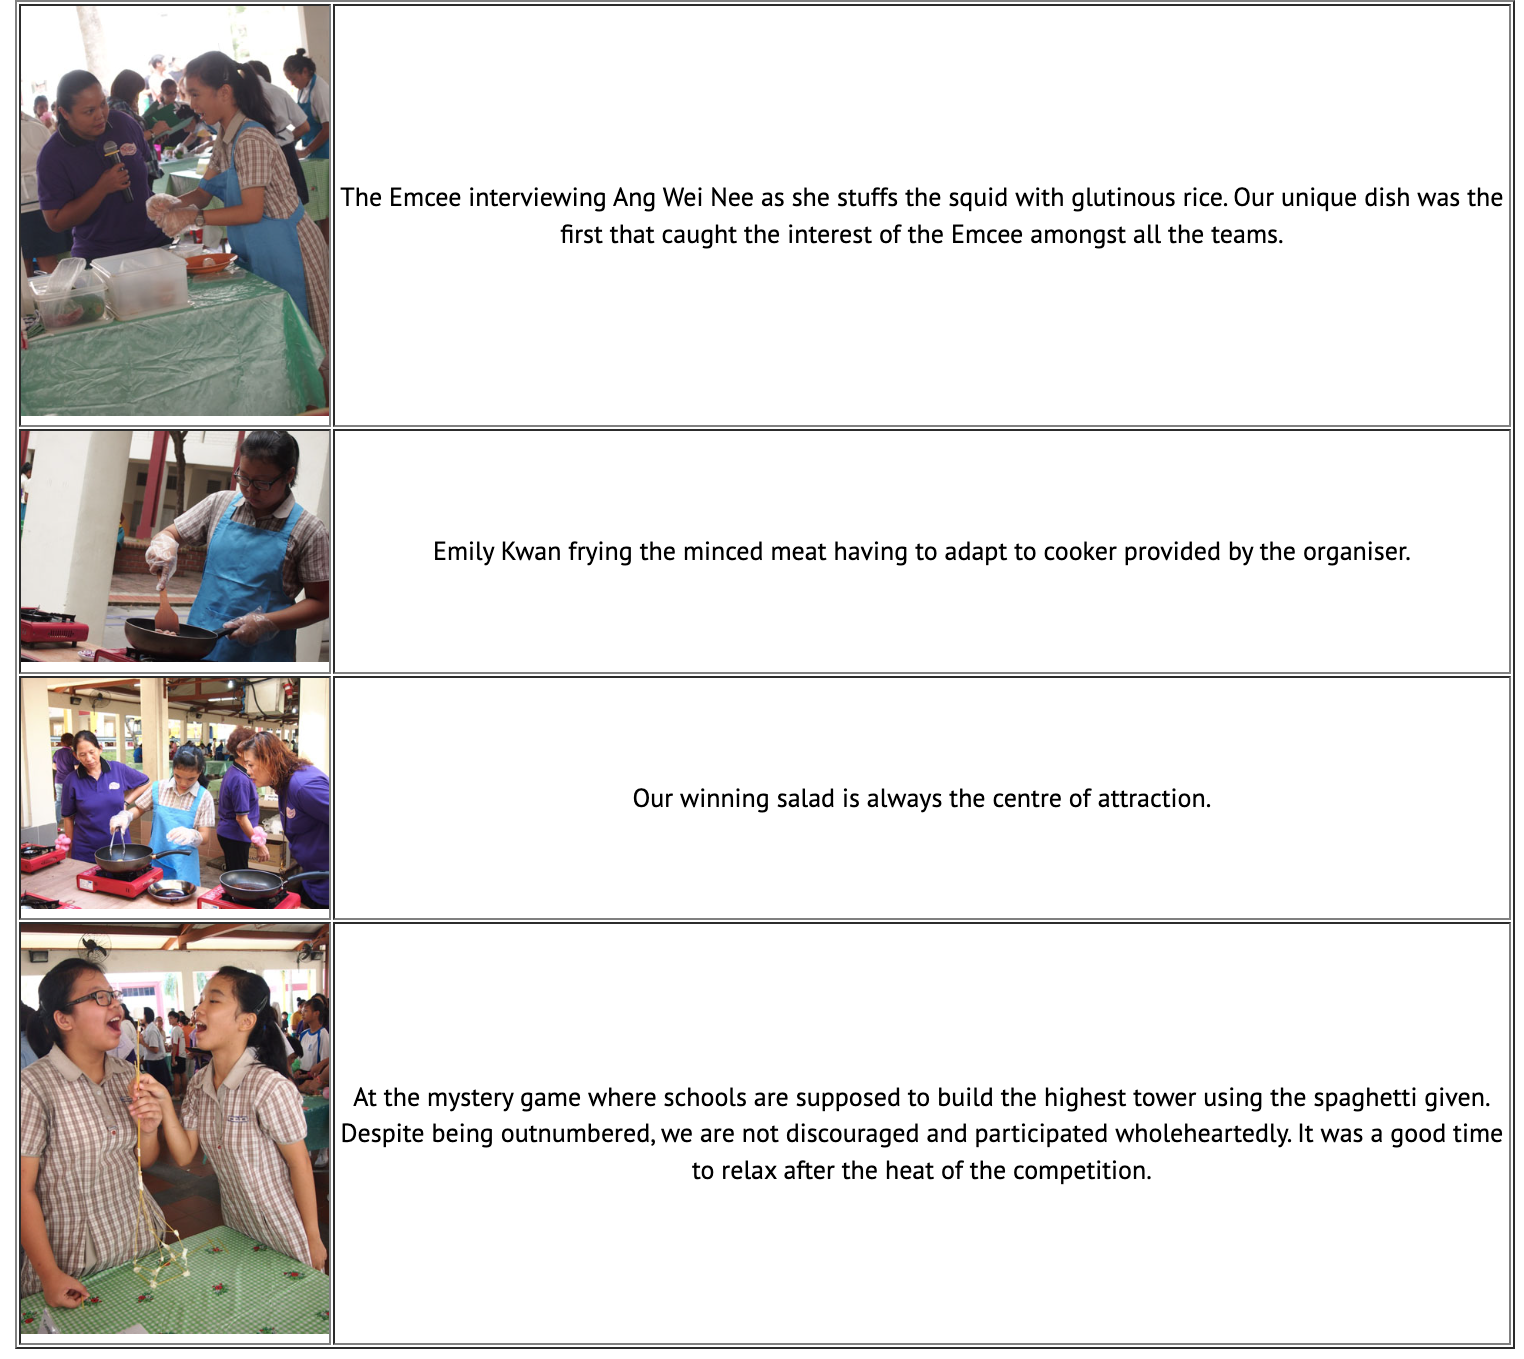 The Emcee interviewing Ang Wei Nee as she stuffs the squid with glutinous rice. Our unique dish was the
first that caught the interest of the Emcee amongst all the teams.
Emily Kwan frying the minced meat having to adapt to cooker provided by the organiser.
Our winning salad is always the centre of attraction.
At the mystery game where schools are supposed to build the highest tower using the spaghetti given.
Despite being outnumbered, we are not discouraged and participated wholeheartedly. It was a good time
to relax after the heat of the competition.